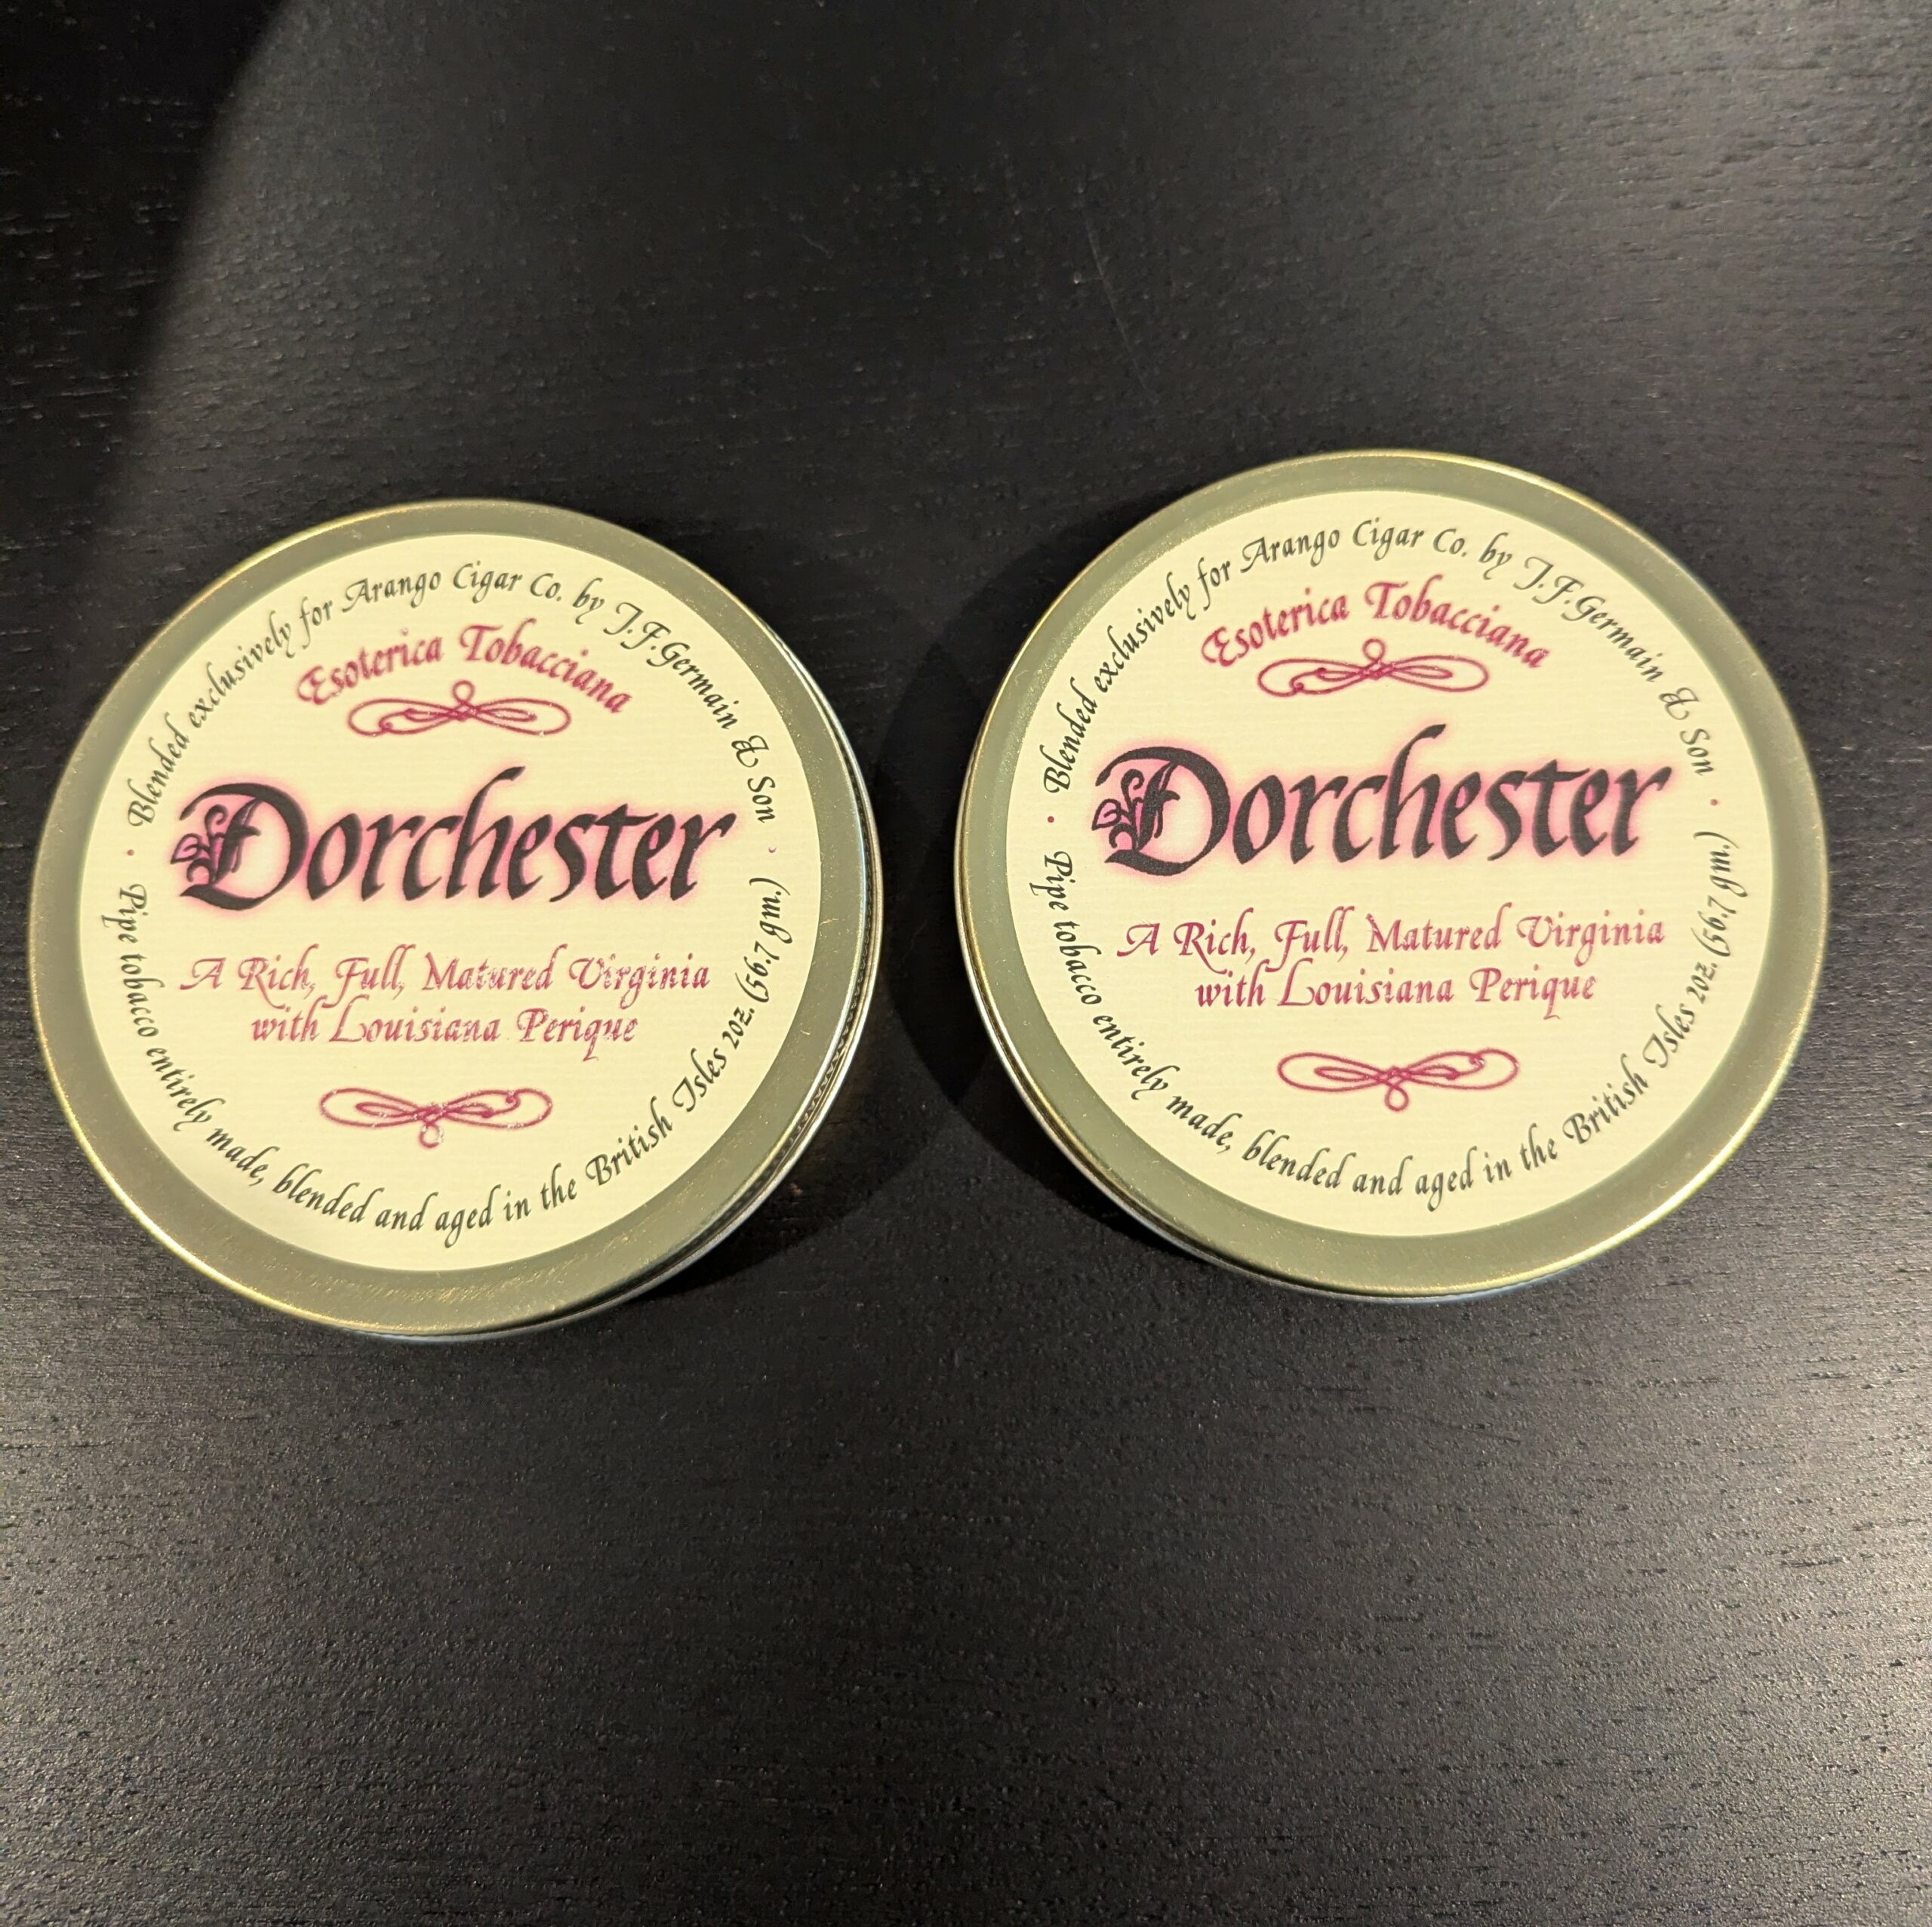 Blended exclusively for Arango Cigar Co. by J.F.Germain & Son
Esoterica Tobacciana
Dorchester
A Rich, Full, Matured Virginia
with Louisiana Perique
Pipe tobacco entirely made, blended and aged in the British Isles 2oz. (56.7 gm.)
Blended exclusively for Arango Cigar Co. by J.F.Germain & Son
Esoterica Tobacciana
Dorchester
A Rich, Full, Matured Virginia
with Louisiana Perique
Pipe tobacco entirely made, blended and aged in the British Isles 2oz. (56.7 gm.)